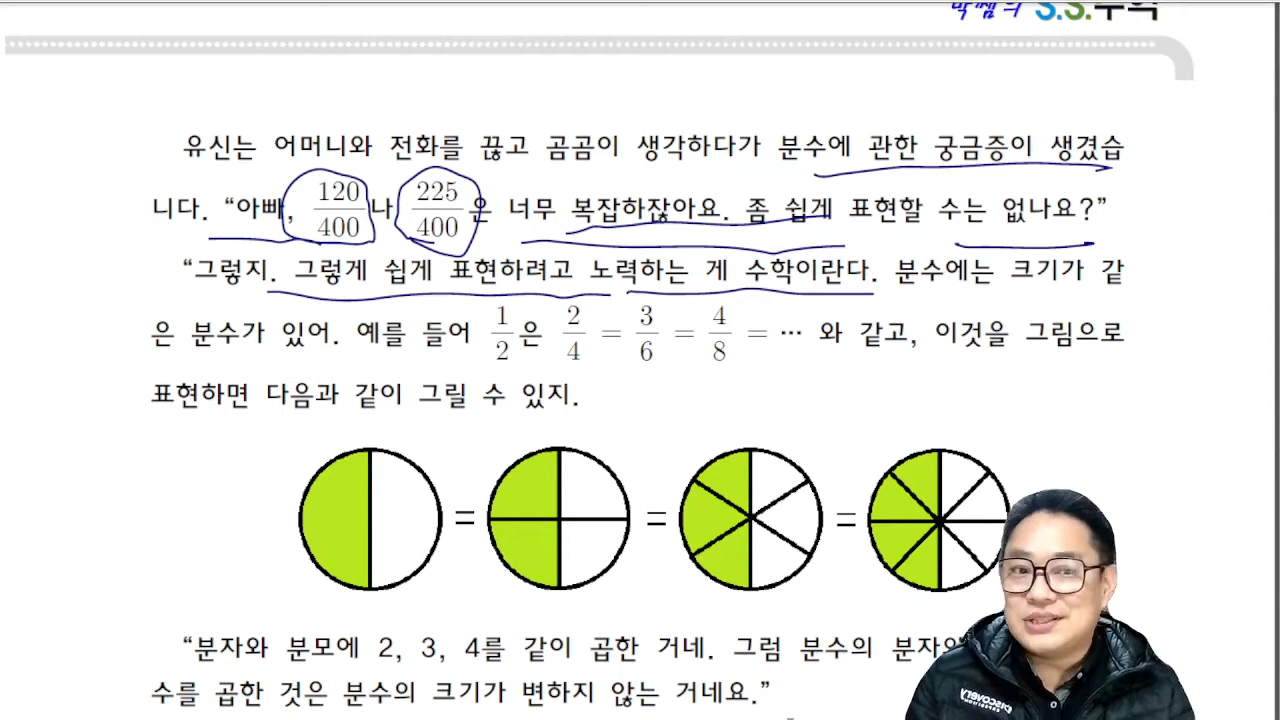 박쌤의 S.S.수학
유신는 어머니와 전화를 끊고 곰곰이 생각하다가 분수에 관한 궁금증이 생겼습
니다. “아빠, 120/400 나 225/400 은 너무 복잡하잖아요. 좀 쉽게 표현할 수는 없나요?”
“그렇지. 그렇게 쉽게 표현하려고 노력하는 게 수학이란다. 분수에는 크기가 같
은 분수가 있어. 예를 들어 1/2 은 2/4 = 3/6 = 4/8 = ⋯ 와 같고, 이것을 그림으로
표현하면 다음과 같이 그릴 수 있지.
= = =
“분자와 분모에 2, 3, 4를 같이 곱한 거네. 그럼 분수의 분자와
수를 곱한 것은 분수의 크기가 변하지 않는 거네요.”
DISCOVERY